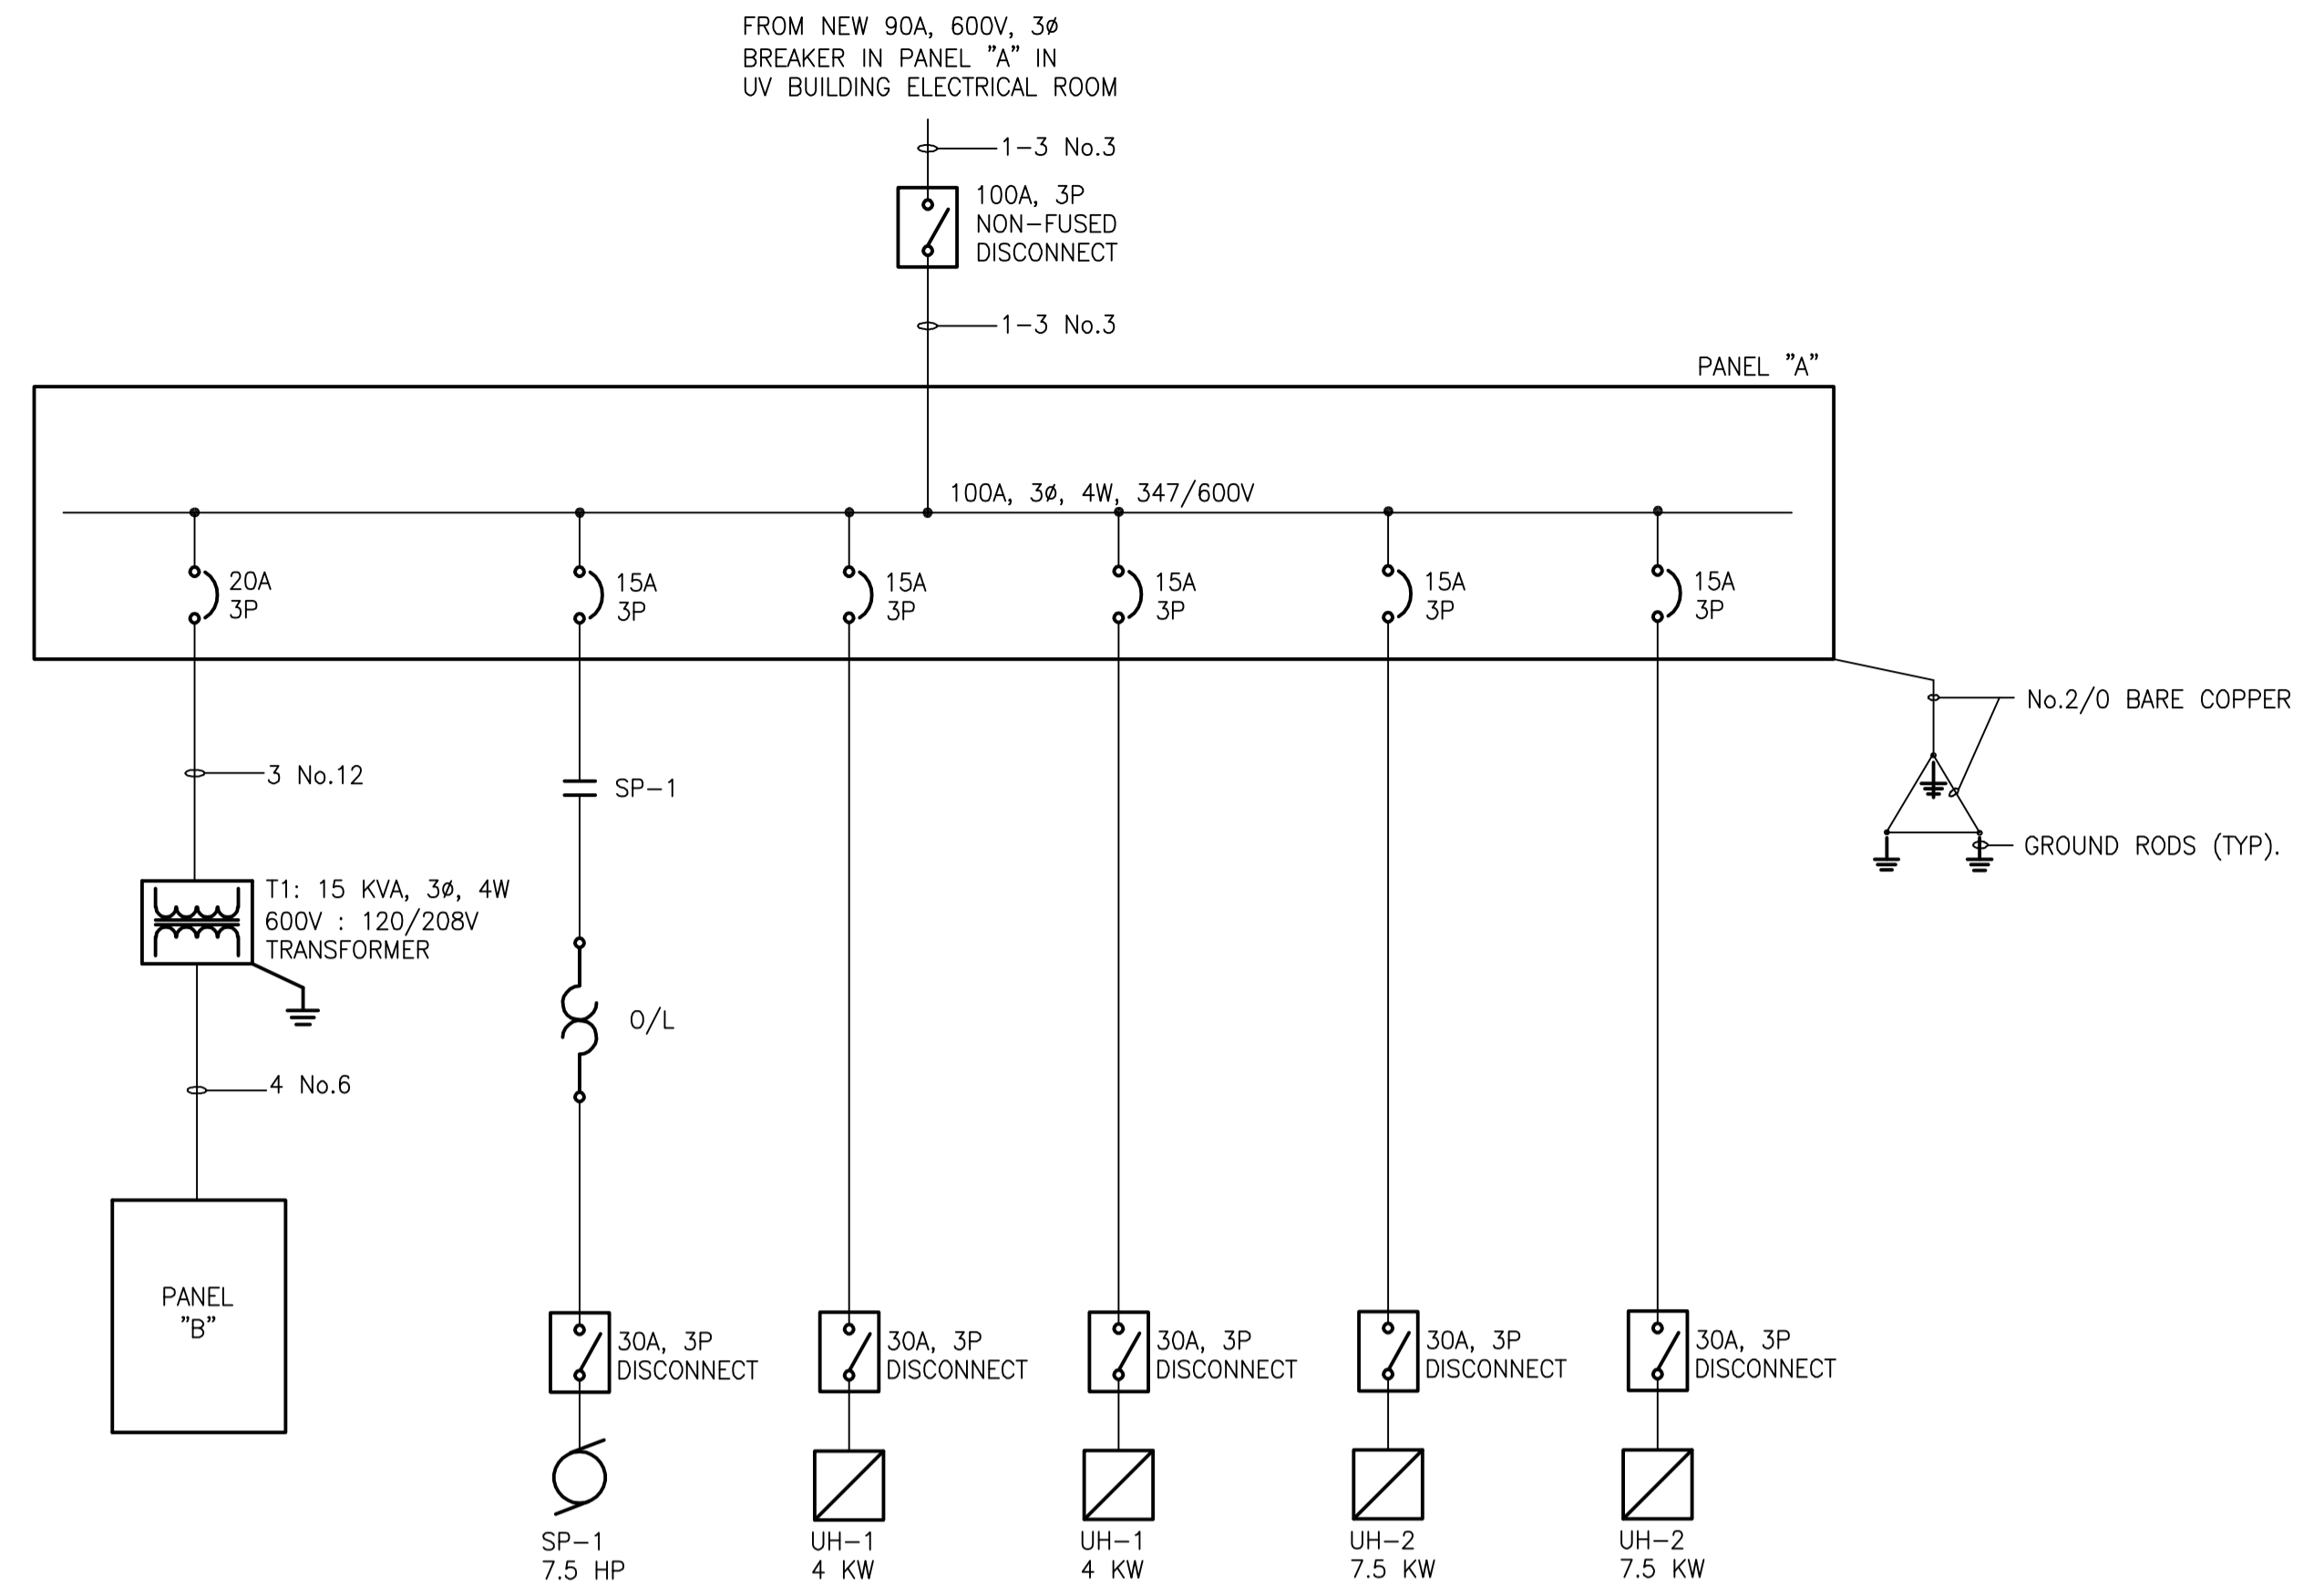 FROM NEW 90A, 600V, 3ø
BREAKER IN PANEL "A" IN
UV BUILDING ELECTRICAL ROOM
1-3 No.3
100A, 3P
NON-FUSED
DISCONNECT
1-3 No.3
PANEL "A"
100A, 3ø, 4W, 347/600V
20A
3P
15A
3P
15A
3P
15A
3P
15A
3P
15A
3P
No.2/0 BARE COPPER
GROUND RODS (TYP).
3 No.12
SP-1
T1: 15 KVA, 3ø, 4W
600V : 120/208V
TRANSFORMER
O/L
4 No.6
PANEL
"B"
30A, 3P
DISCONNECT
30A, 3P
DISCONNECT
30A, 3P
DISCONNECT
30A, 3P
DISCONNECT
30A, 3P
DISCONNECT
SP-1
7.5 HP
UH-1
4 KW
UH-1
4 KW
UH-2
7.5 KW
UH-2
7.5 KW